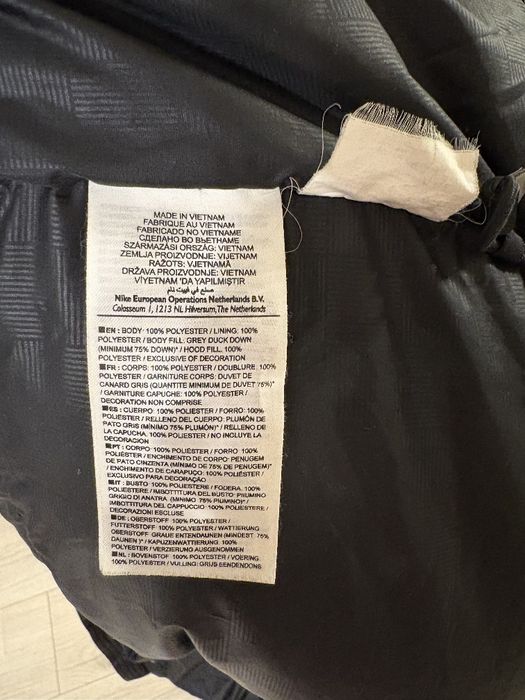 MADE IN VIETNAM
FABRIQUE AU VIETNAM
FABRICADO NO VIETNAME
СДЕЛАНО ВО ВЬЕТНАМЕ
SZÁRMAZÁSI ORSZÁG: VIETNAM
ZEMLJA PROIZVODNJE: VIJETNAM
RAŽOTS: VJETNAMĀ
DRŽAVA PROIZVODNJE: VIETNAM
VİYETNAM 'DA YAPILMIŞTIR
صنع في فييت نام
Nike European Operations Netherlands B.V.
Colosseum 1, 1213 NL Hilversum, The Netherlands
EN : BODY: 100% POLYESTER / LINING: 100%
POLYESTER / BODY FILL: GREY DUCK DOWN
(MINIMUM 75% DOWN)* / HOOD FILL: 100%
POLYESTER / EXCLUSIVE OF DECORATION
FR : CORPS: 100% POLYESTER / DOUBLURE: 100%
POLYESTER / GARNITURE CORPS: DUVET DE
CANARD GRIS (QUANTITE MINIMUM DE DUVET 75%)*
/ GARNITURE CAPUCHE: 100% POLYESTER /
DECORATION NON COMPRISE
ES : CUERPO: 100% POLIÉSTER / FORRO: 100%
POLIÉSTER / RELLENO DEL CUERPO: PLUMÓN DE
PATO GRIS (MÍNIMO 75% PLUMÓN)* / RELLENO DE
LA CAPUCHA: 100% POLIÉSTER / NO INCLUYE LA
DECORACIÓN
PT : CORPO: 100% POLIÉSTER / FORRO: 100%
POLIÉSTER / ENCHIMENTO DE CORPO: PENUGEM
DE PATO CINZENTA (MÍNIMO DE 75% DE PENUGEM)*
/ ENCHIMENTO DE CARAPUÇO: 100% POLIÉSTER /
EXCLUSIVO PARA DECORAÇÃO
IT : BUSTO: 100% POLIESTERE / FODERA: 100%
POLIESTERE / IMBOTTITURA DEL BUSTO: PIUMINO
GRIGIO DI ANATRA (MINIMO 75% PIUMINO)* /
IMBOTTITURA DEL CAPPUCCIO: 100% POLIESTERE /
DECORAZIONI ESCLUSE
DE : OBERSTOFF: 100% POLYESTER /
FUTTERSTOFF: 100% POLYESTER / WATTIERUNG
OBERSTOFF: GRAUE ENTENDAUNEN (MINDEST. 75%
DAUNEN )* / KAPUZENWATTIERUNG: 100%
POLYESTER / VERZIERUNG AUSGENOMMEN
NL : BOVENSTOF: 100% POLYESTER / VOERING:
100% POLYESTER / VULLING: GRIJS EENDENDONS